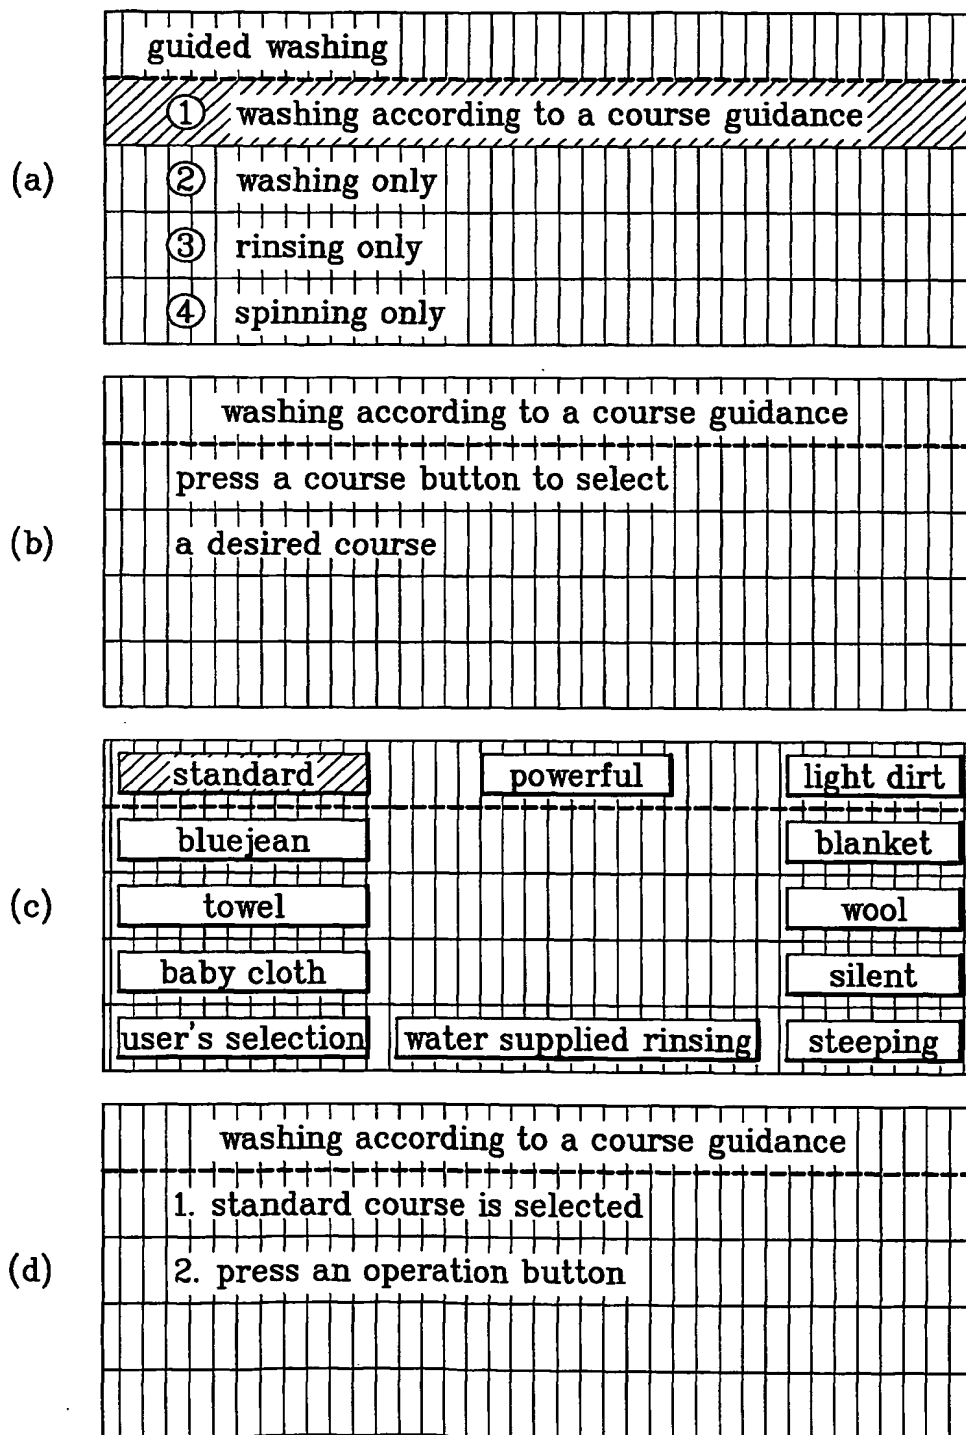 guided washing
① washing according to a course guidance
(a)
② washing only
③ rinsing only
④ spinning only
washing according to a course guidance
press a course button to select
(b)
a desired course
standard powerful light dirt
bluejean blanket
(c)
towel wool
baby cloth silent
user's selection water supplied rinsing steeping
washing according to a course guidance
1. standard course is selected
(d)
2. press an operation button